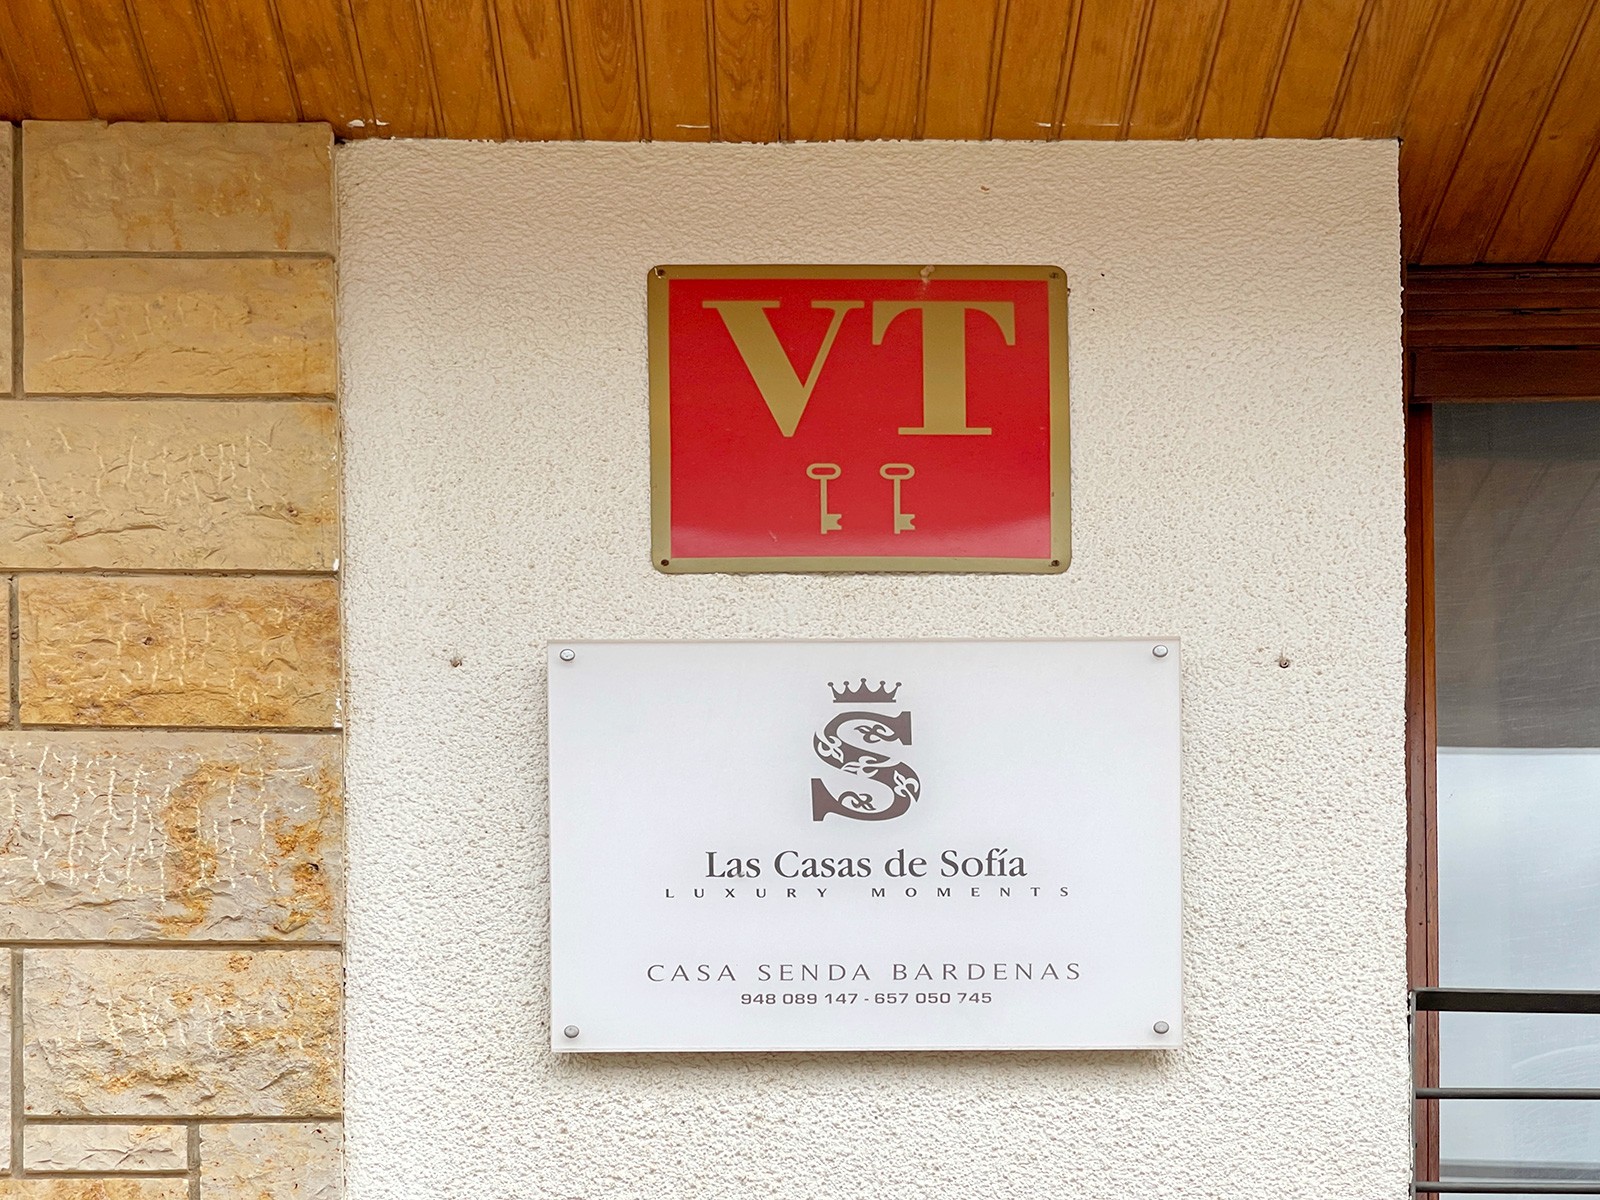 VT
S
Las Casas de Sofía
LUXURY MOMENTS
CASA SENDA BARDENAS
948 089 147 - 657 050 745